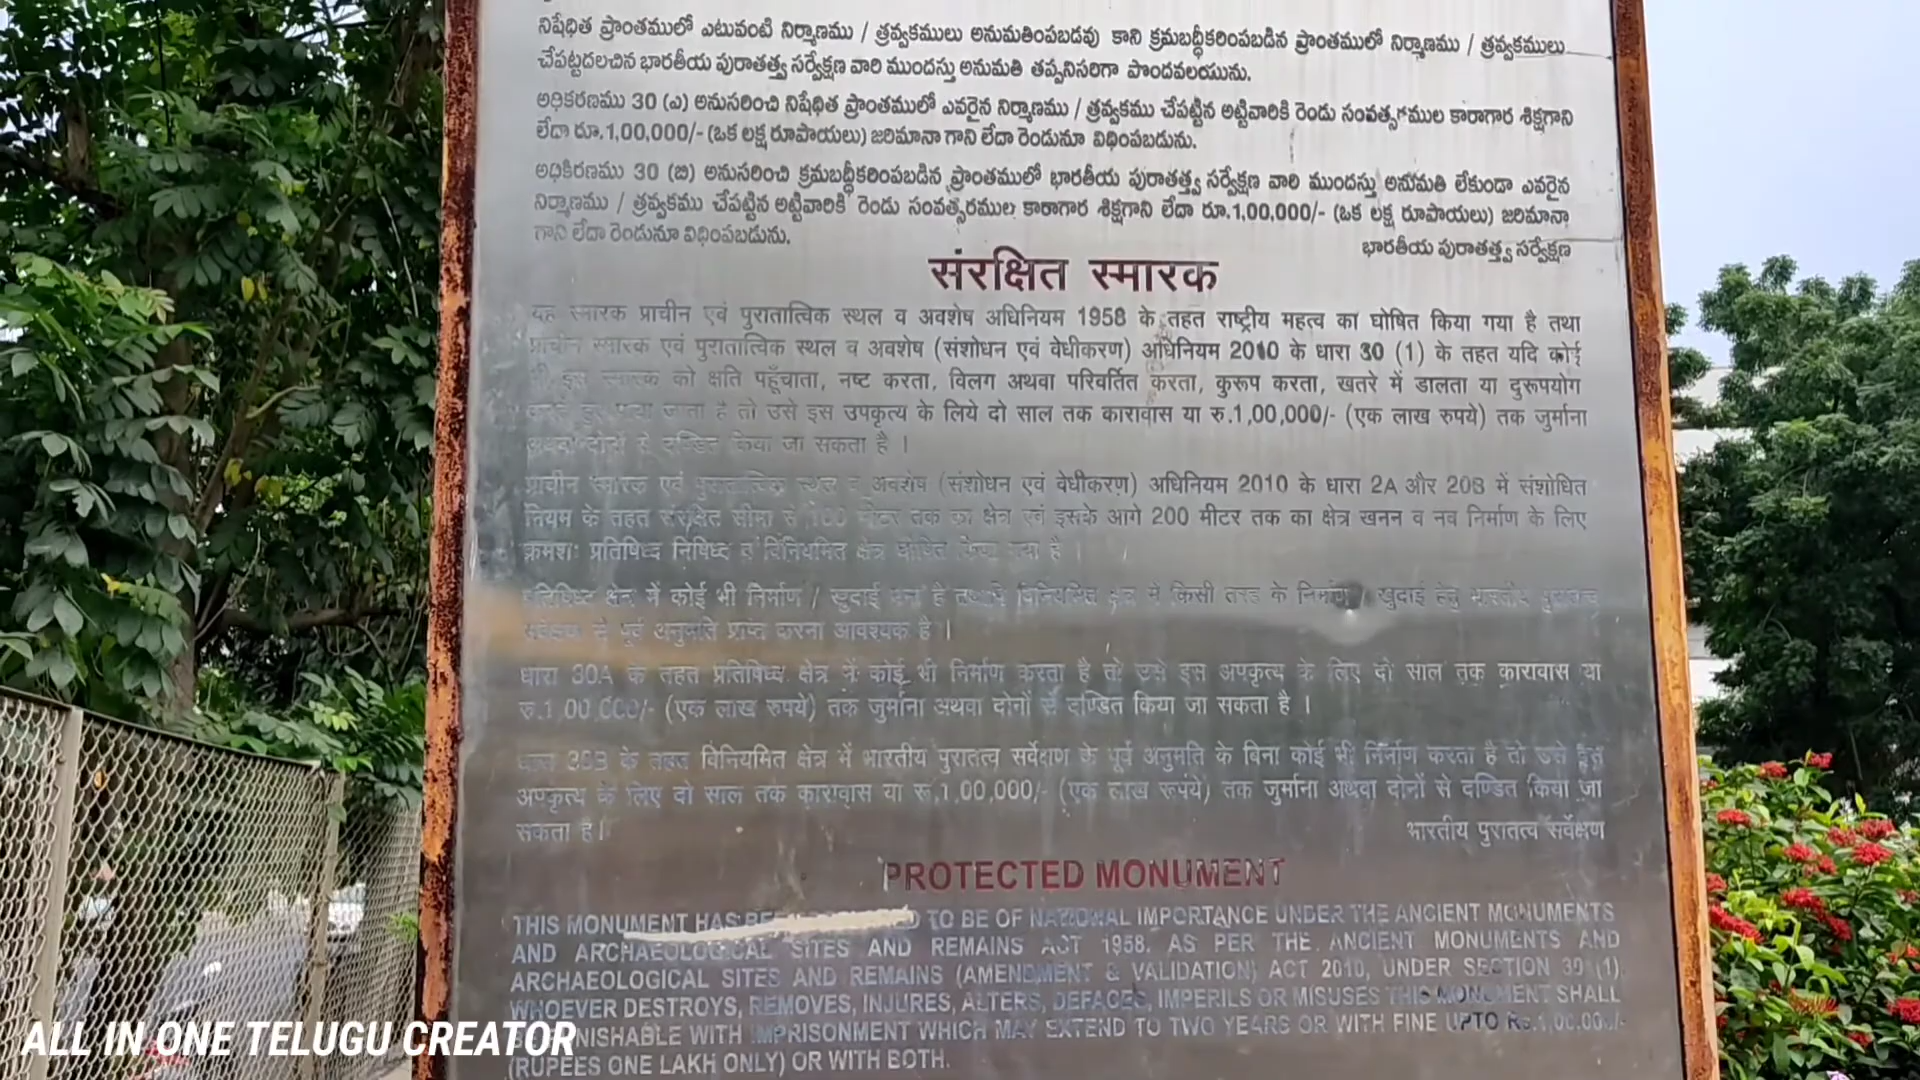 నిషేధిత ప్రాంతములో ఎటువంటి నిర్మాణము / త్రవ్వకములు అనుమతింపబడవు కాని క్రమబద్ధీకరింపబడిన ప్రాంతములో నిర్మాణము / త్రవ్వకములు
చేపట్టదలచిన భారతీయ పురాతత్త్వ సర్వేక్షణ వారి ముందస్తు అనుమతి తప్పనిసరిగా పొందవలయును.
అధికరణము 30 (ఎ) అనుసరించి నిషేధిత ప్రాంతములో ఎవరైన నిర్మాణము / త్రవ్వకము చేపట్టిన అట్టివారికి రెండు సంవత్సరముల కారాగార శిక్షగాని
లేదా రూ.1,00,000/- (ఒక లక్ష రూపాయలు) జరిమానా గాని లేదా రెండునూ విధింపబడును.
అధికిరణము 30 (బి) అనుసరించి క్రమబద్ధీకరింపబడిన ప్రాంతములో భారతీయ పురాతత్త్వ సర్వేక్షణ వారి ముందస్తు అనుమతి లేకుండా ఎవరైన
నిర్మాణము / త్రవ్వకము చేపట్టిన అట్టివారికి రెండు సంవత్సరముల కారాగార శిక్షగాని లేదా రూ.1,00,000/- (ఒక లక్ష రూపాయలు) జరిమానా
గాని లేదా రెండునూ విధింపబడును.
భారతీయ పురాతత్త్వ సర్వేక్షణ
संरक्षित स्मारक
यह स्मारक प्राचीन एवं पुरातात्विक स्थल व अवशेष अधिनियम 1958 के तहत राष्ट्रीय महत्व का घोषित किया गया है तथा
प्राचीन स्मारक एवं पुरातात्विक स्थल व अवशेष (संशोधन एवं वेधीकरण) अधिनियम 2010 के धारा 30 (1) के तहत यदि कोई
भी इस स्मारक को क्षति पहूँचाता, नष्ट करता, विलग अथवा परिवर्तित करता, कुरूप करता, खतरे में डालता या दुरूपयोग
करते हुए पाया जाता है तो उसे इस उपकृत्य के लिये दो साल तक कारावास या रु.1,00,000/- (एक लाख रुपये) तक जुर्माना
अथवा दोनों से दण्डित किया जा सकता है ।
प्राचीन स्मारक एवं पुरातात्विक स्थल व अवशेष (संशोधन एवं वेधीकरण) अधिनियम 2010 के धारा 2A और 20B में संशोधित
नियम के तहत संरक्षित सीमा से 100 मीटर तक का क्षेत्र एवं इसके आगे 200 मीटर तक का क्षेत्र खनन व नव निर्माण के लिए
क्रमशः प्रतिषिध्द निषिध्द व विनियमित क्षेत्र घोषित किया गया है ।
क्षेत्र में कोई भी निर्माण / खुदाई मना है विनियमित क्षेत्र में किसी तरह के निर्माण / खुदाई हेतु भारतीय पुरातत्व
सर्वेक्षण से पूर्व अनुमति प्राप्त करना आवश्यक है ।
धारा 30A के तहत प्रतिषिध्द क्षेत्र में कोई भी निर्माण करता है तो उसे इस अपकृत्य के लिए दो साल तक कारावास या
रु.1,00,000/- (एक लाख रुपये) तक जुर्माना अथवा दोनों से दण्डित किया जा सकता है ।
धारा 30B के तहत विनियमित क्षेत्र में भारतीय पुरातत्व सर्वेक्षण के पूर्व अनुमति के बिना कोई भी निर्माण करता है तो उसे इस
अपकृत्य के लिए दो साल तक कारावास या रू.1,00,000/- (एक लाख रूपये) तक जुर्माना अथवा दोनों से दण्डित किया जा
सकता है।
भारतीय पुरातत्व सर्वेक्षण
PROTECTED MONUMENT
THIS MONUMENT HAS TO BE OF NATIONAL IMPORTANCE UNDER THE ANCIENT MONUMENTS
AND ARCHAEOLOGICAL SITES AND REMAINS ACT 1958. AS PER THE ANCIENT MONUMENTS AND
ARCHAEOLOGICAL SITES AND REMAINS (AMENDMENT & VALIDATION) ACT 2010, UNDER SECTION 30 (1).
WHOEVER DESTROYS, REMOVES, INJURES, ALTERS, DEFACES, IMPERILS OR MISUSES THIS MONUMENT SHALL
WITH IMPRISONMENT WHICH MAY EXTEND TO TWO YEARS OR WITH FINE UPTO Rs.1,00,000/-
(RUPEES ONE LAKH ONLY) OR WITH BOTH.
ALL IN ONE TELUGU CREATOR